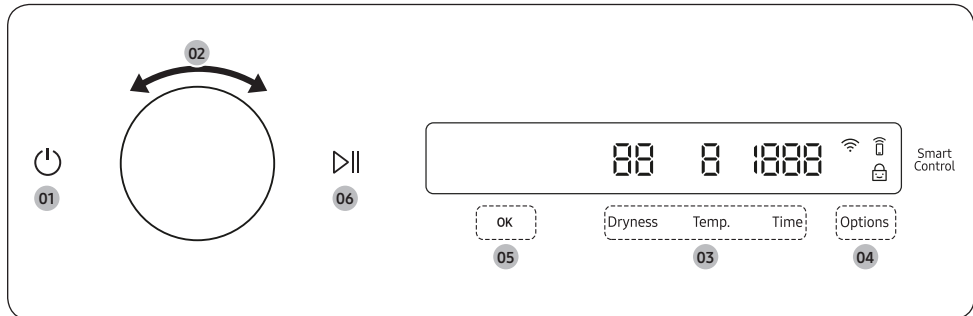 02
88 8 1888
Smart
Control
01
06
OK
Dryness Temp. Time
Options
05
03
04